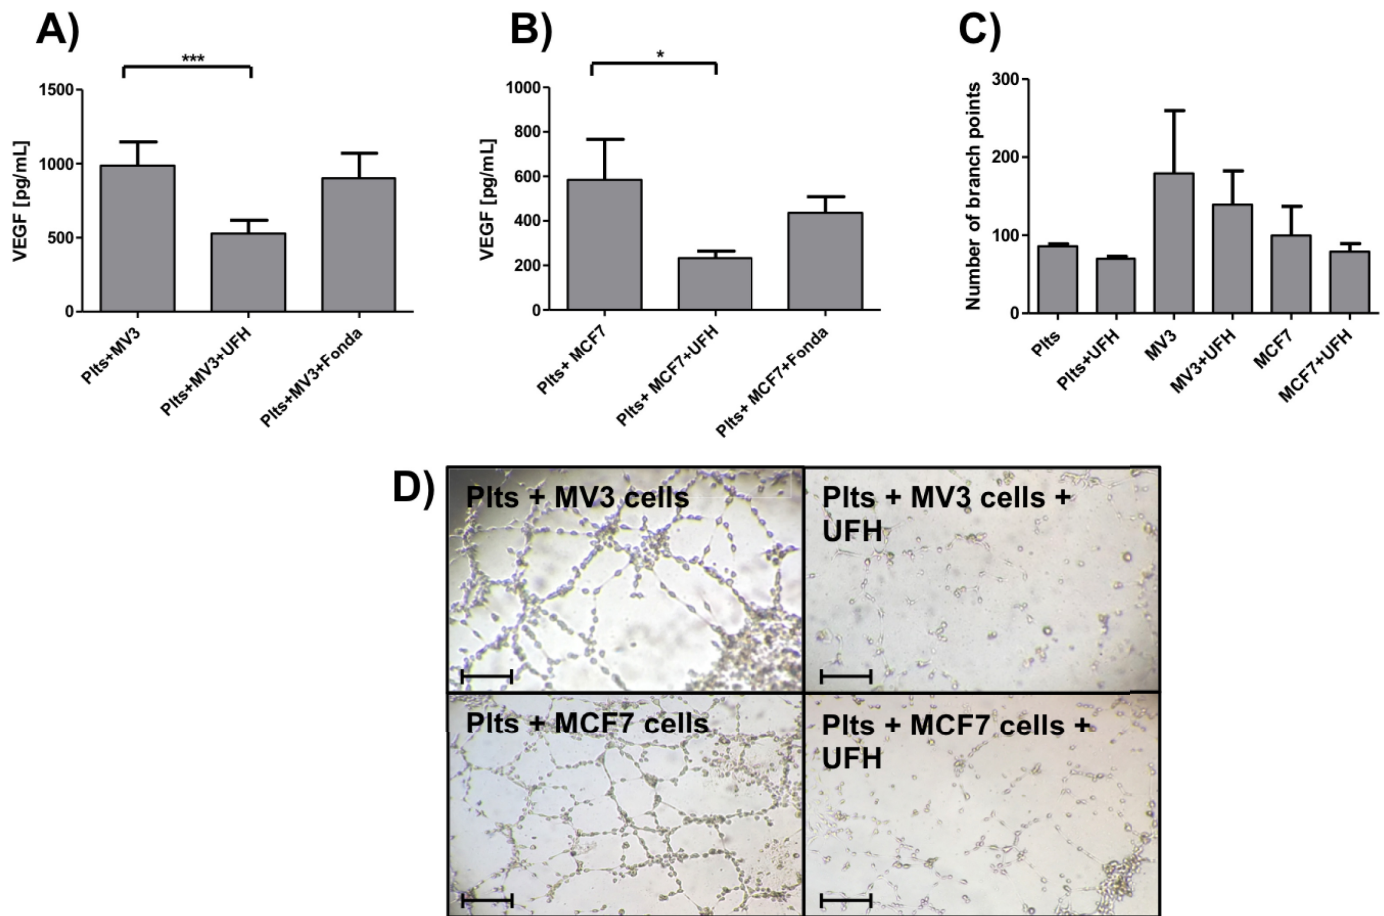 A)
***
VEGF [pg/mL]
1500
1000
500
0
Plts+MV3
Plts+MV3+UFH
Plts+MV3+Fonda
B)
*
VEGF [pg/mL]
1000
800
600
400
200
0
Plts+ MCF7
Plts+ MCF7+UFH
Plts+ MCF7+Fonda
C)
Number of branch points
300
200
100
0
Plts
Plts+UFH
MV3
MV3+UFH
MCF7
MCF7+UFH
D)
Plts + MV3 cells
Plts + MV3 cells +
UFH
Plts + MCF7 cells
Plts + MCF7 cells +
UFH